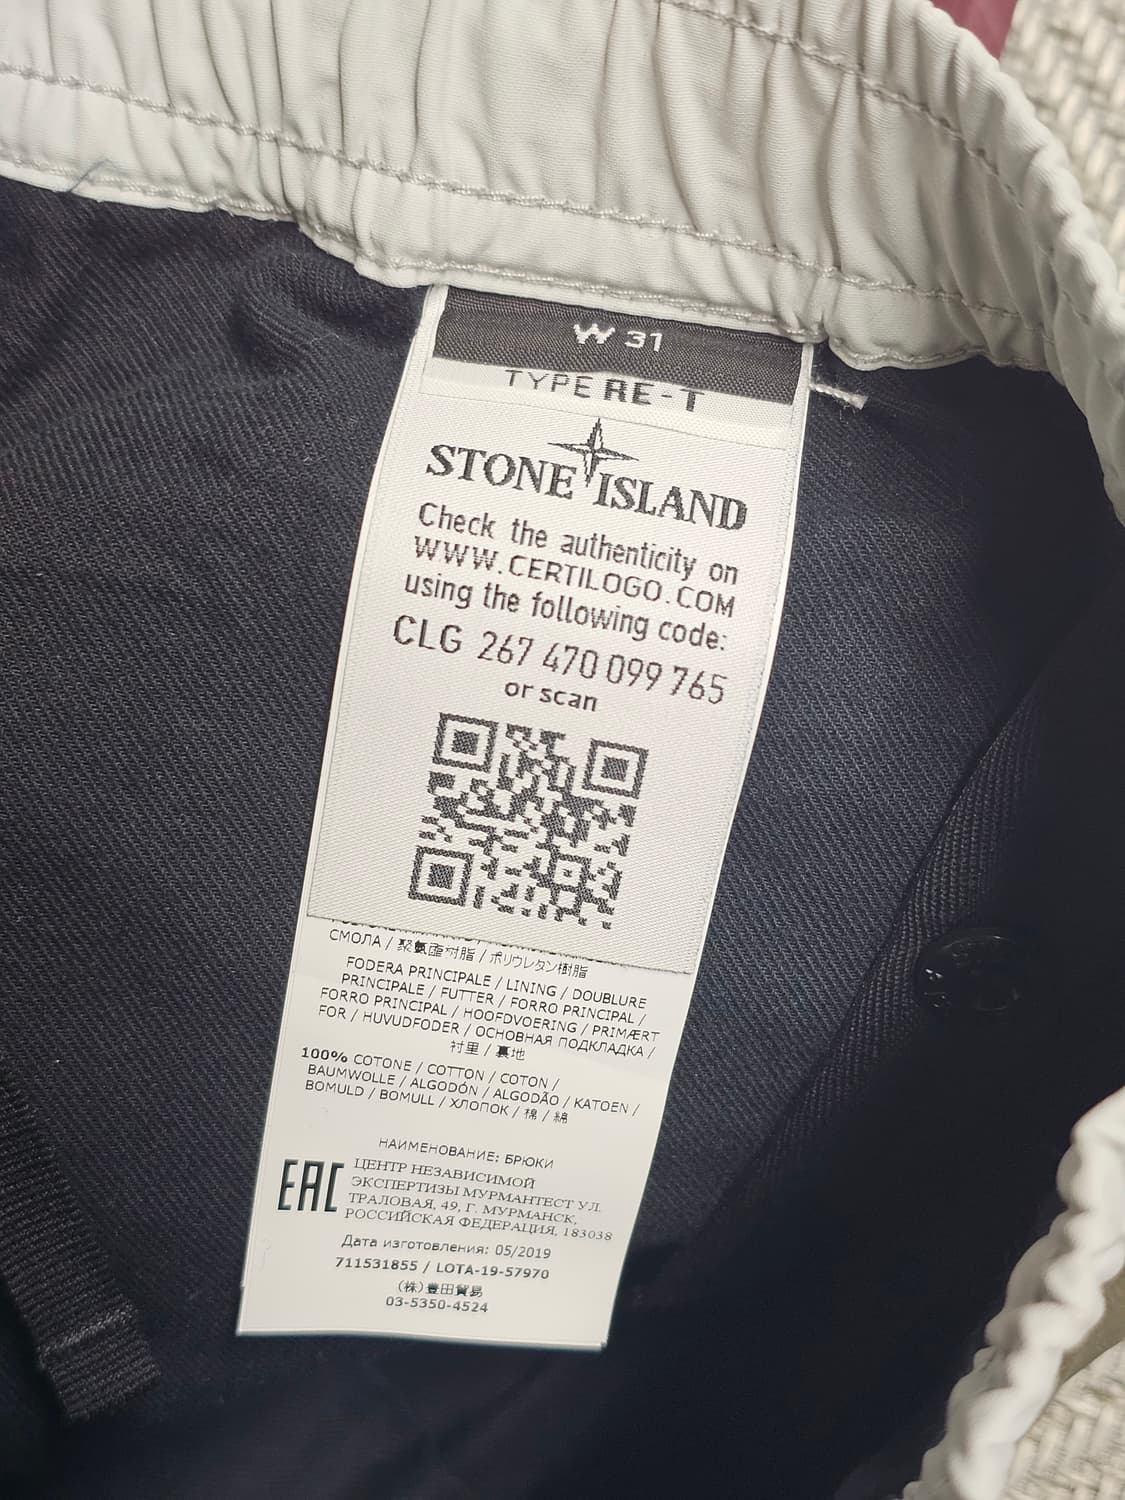 W 31
TYPE RE-T
STONE ISLAND
Check the authenticity on
WWW.CERTILOGO.COM
using the following code:
CLG 267 470 099 765
or scan
СМОЛА / 聚氨酯树脂 / ポリウレタン樹脂
FODERA PRINCIPALE / LINING / DOUBLURE
PRINCIPALE / FUTTER / FORRO PRINCIPAL /
FORRO PRINCIPAL / HOOFDVOERING / PRIMÆRT
FOR / HUVUDFODER / ОСНОВНАЯ ПОДКЛАДКА /
衬里 / 裏地
100% COTONE / COTTON / COTON /
BAUMWOLLE / ALGODÓN / ALGODÃO / KATOEN /
BOMULD / BOMULL / ХЛОПОК / 棉 / 綿
НАИМЕНОВАНИЕ: БРЮКИ
EAC
ЦЕНТР НЕЗАВИСИМОЙ
ЭКСПЕРТИЗЫ МУРМАНТЕСТ УЛ.
ТРАЛОВАЯ, 49, Г. МУРМАНСК,
РОССИЙСКАЯ ФЕДЕРАЦИЯ, 183038
Дата изготовления: 05/2019
711531855 / LOTA-19-57970
(株)豊田貿易
03-5350-4524